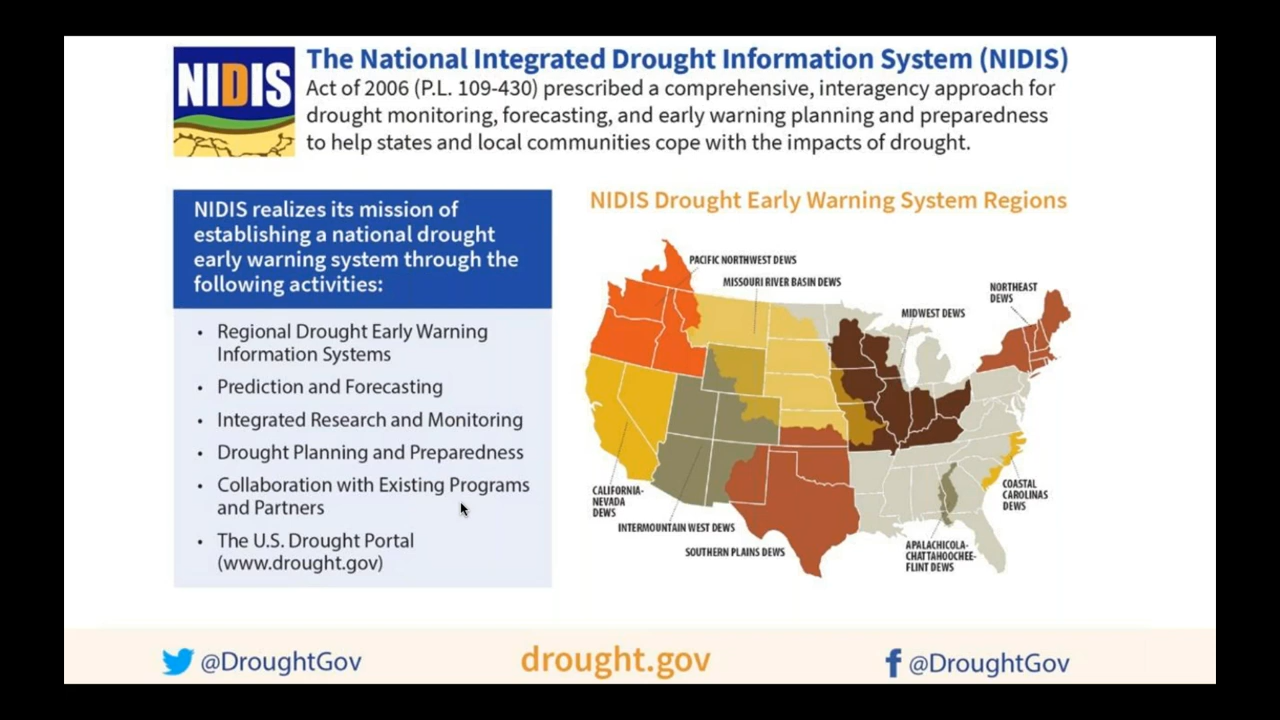 NIDIS
The National Integrated Drought Information System (NIDIS)
Act of 2006 (P.L. 109-430) prescribed a comprehensive, interagency approach for
drought monitoring, forecasting, and early warning planning and preparedness
to help states and local communities cope with the impacts of drought.
NIDIS realizes its mission of
establishing a national drought
early warning system through the
following activities:
• Regional Drought Early Warning
Information Systems
• Prediction and Forecasting
• Integrated Research and Monitoring
• Drought Planning and Preparedness
• Collaboration with Existing Programs
and Partners
• The U.S. Drought Portal
(www.drought.gov)
NIDIS Drought Early Warning System Regions
PACIFIC NORTHWEST DEWS
MISSOURI RIVER BASIN DEWS
NORTHEAST
DEWS
MIDWEST DEWS
CALIFORNIA-
NEVADA
DEWS
INTERMOUNTAIN WEST DEWS
SOUTHERN PLAINS DEWS
COASTAL
CAROLINAS
DEWS
APALACHICOLA-
CHATTAHOOCHEE-
FLINT DEWS
@DroughtGov
drought.gov
@DroughtGov